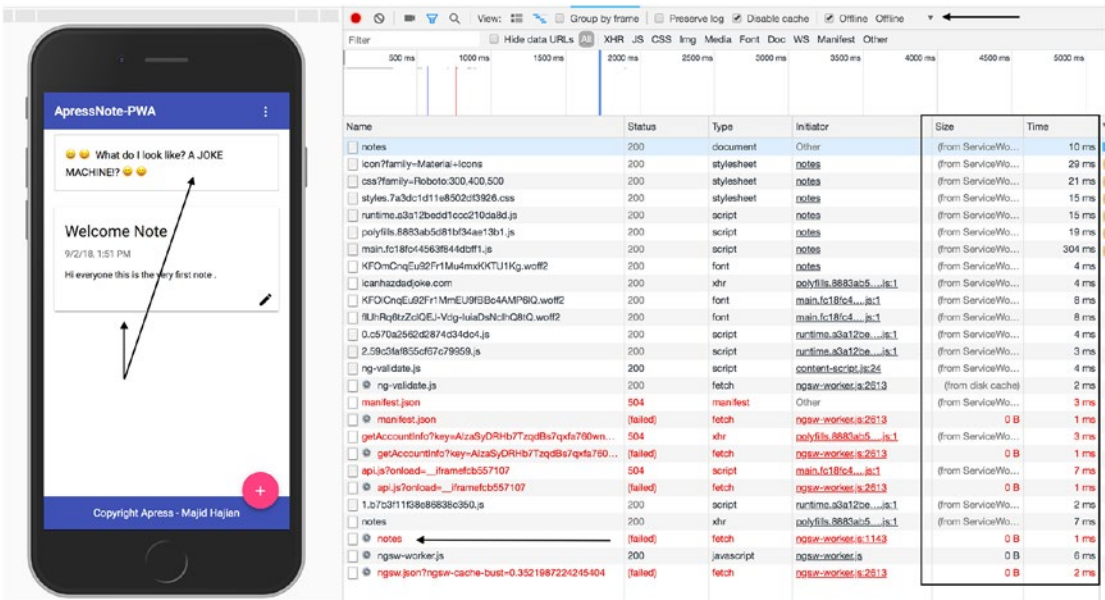 ApressNote-PWA
😀 😀 What do I look like? A JOKE
MACHINE!? 😀 😀
Welcome Note
9/2/18, 1:51 PM
Hi everyone this is the very first note .
Copyright Apress - Majid Hajian
View: Group by frame Preserve log Disable cache Offline Offline
Filter Hide data URLs All XHR JS CSS Img Media Font Doc WS Manifest Other
500 ms 1000 ms 1500 ms 2000 ms 2500 ms 3000 ms 3500 ms 4000 ms 4500 ms 5000 ms
Name Status Type Initiator Size Time
notes 200 document Other (from ServiceWo... 10 ms
icon?family=Material+Icons 200 stylesheet notes (from ServiceWo... 29 ms
css?family=Roboto:300,400,500 200 stylesheet notes (from ServiceWo... 21 ms
styles.7a3dc1d11e8502df3926.css 200 stylesheet notes (from ServiceWo... 15 ms
runtime.a3a12bedd1ccc210da8d.js 200 script notes (from ServiceWo... 15 ms
polyfills.8883ab5d81bf34ae13b1.js 200 script notes (from ServiceWo... 19 ms
main.fc18fc44563f844dbff1.js 200 script notes (from ServiceWo... 304 ms
KFOmCnqEu92Fr1Mu4mxKKTU1Kg.woff2 200 font notes (from ServiceWo... 4 ms
icanhazdadjoke.com 200 xhr polyfills.8883ab5....js:1 (from ServiceWo... 4 ms
KFOlCnqEu92Fr1MmEU9fBBc4AMP6lQ.woff2 200 font main.fc18fc4....js:1 (from ServiceWo... 8 ms
200 font main.fc18fc4....js:1 (from ServiceWo... 8 ms
0.c570a2562d2874d34dc4.js 200 script runtime.a3a12be....js:1 (from ServiceWo... 4 ms
2.59c3faf855cf67c79959.js 200 script runtime.a3a12be....js:1 (from ServiceWo... 3 ms
ng-validate.js 200 script content-script.js:24 (from ServiceWo... 4 ms
ng-validate.js 200 fetch ngsw-worker.js:2613 (from disk cache) 2 ms
manifest.json 504 manifest Other (from ServiceWo... 3 ms
manifest.json (failed) fetch ngsw-worker.js:2613 0 B 1 ms
getAccountInfo?key=AIzaSyDRHb7TzqdBs7qxfa760wn... 504 xhr polyfills.8883ab5....js:1 (from ServiceWo... 3 ms
getAccountInfo?key=AIzaSyDRHb7TzqdBs7qxfa760... (failed) fetch ngsw-worker.js:2613 0 B 1 ms
api.js?onload=__iframefcb557107 504 script main.fc18fc4....js:1 (from ServiceWo... 7 ms
api.js?onload=__iframefcb557107 (failed) fetch ngsw-worker.js:2613 0 B 1 ms
1.b7b3f11f38e86838c350.js 200 script runtime.a3a12be....js:1 (from ServiceWo... 2 ms
notes 200 xhr polyfills.8883ab5....js:1 (from ServiceWo... 7 ms
notes (failed) fetch ngsw-worker.js:1143 0 B 1 ms
ngsw-worker.js 200 javascript ngsw-worker.js 0 B 6 ms
ngsw.json?ngsw-cache-bust=0.3521987224245404 (failed) fetch ngsw-worker.js:2613 0 B 2 ms